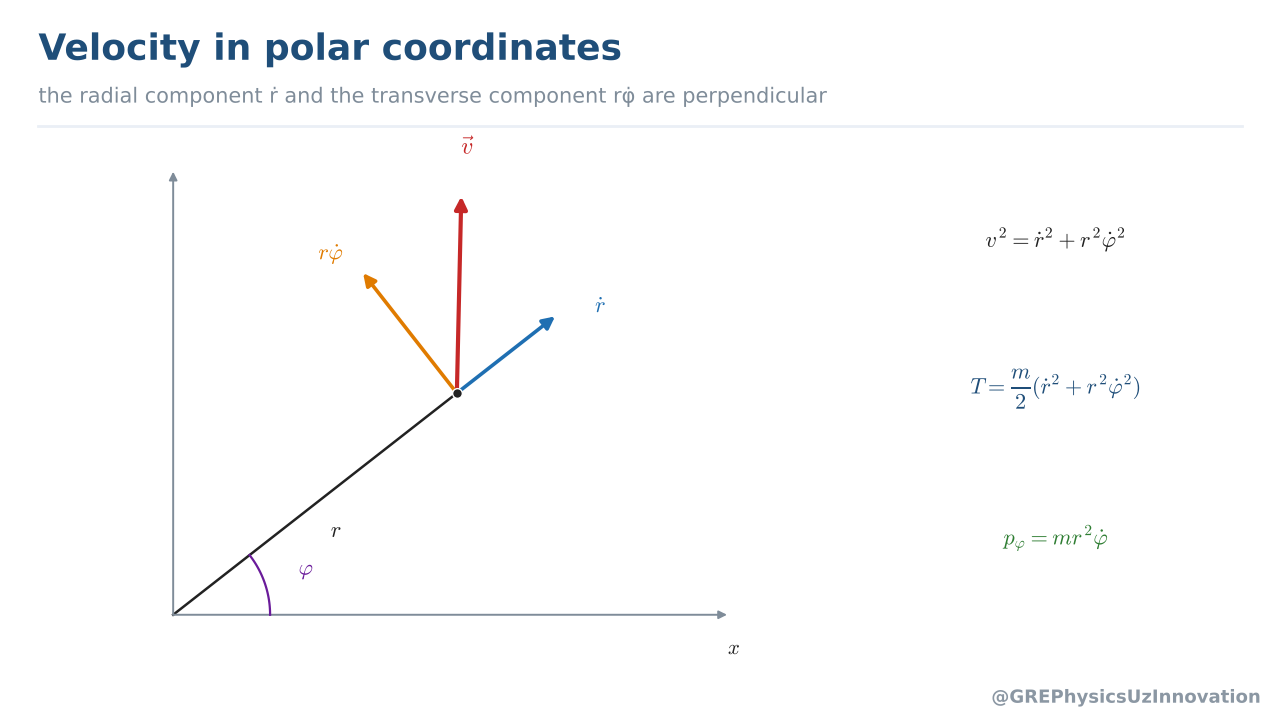 Velocity in polar coordinates
the radial component ṙ and the transverse component rφ̇ are perpendicular
v⃗
rφ̇
ṙ
r
φ
x
v² = ṙ² + r²φ̇²
T = m/2 (ṙ² + r²φ̇²)
p_φ = mr²φ̇
@GREPhysicsUzInnovation